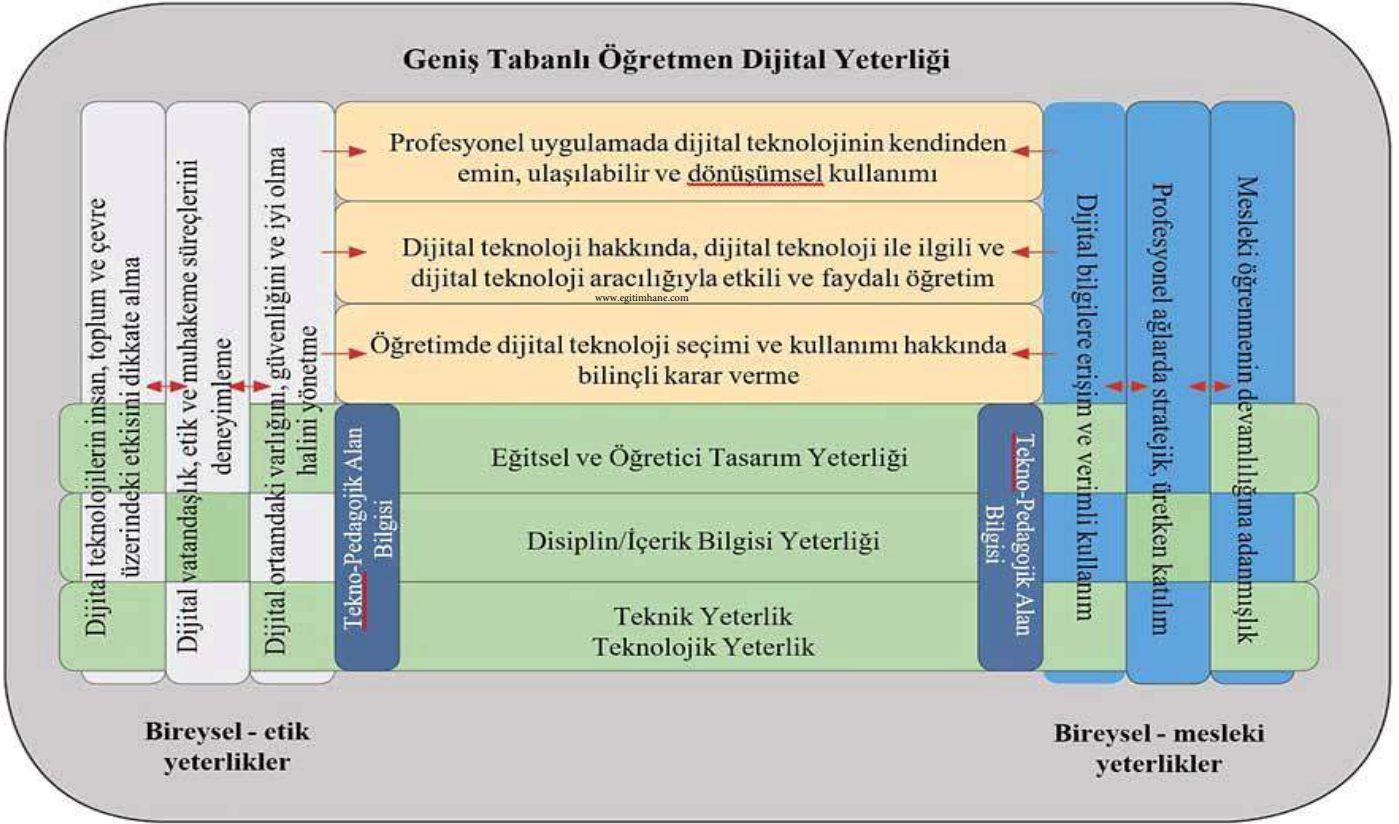 Geniş Tabanlı Öğretmen Dijital Yeterliği
Dijital teknolojilerin insan, toplum ve çevre
üzerindeki etkisini dikkate alma
Dijital vatandaşlık, etik ve muhakeme süreçlerini
deneyimleme
Dijital ortamdaki varlığını, güvenliğini ve iyi olma
halini yönetme
Profesyonel uygulamada dijital teknolojinin kendinden
emin, ulaşılabilir ve dönüşümsel kullanımı
Dijital teknoloji hakkında, dijital teknoloji ile ilgili ve
dijital teknoloji aracılığıyla etkili ve faydalı öğretim
www.egitimhane.com
Öğretimde dijital teknoloji seçimi ve kullanımı hakkında
bilinçli karar verme
Tekno-Pedagojik Alan
Bilgisi
Eğitsel ve Öğretici Tasarım Yeterliği
Disiplin/İçerik Bilgisi Yeterliği
Teknik Yeterlik
Teknolojik Yeterlik
Tekno-Pedagojik Alan
Bilgisi
Dijital bilgilere erişim ve verimli kullanım
Profesyonel ağlarda stratejik, üretken katılım
Mesleki öğrenmenin devamlılığına adanmışlık
Bireysel - etik
yeterlikler
Bireysel - mesleki
yeterlikler